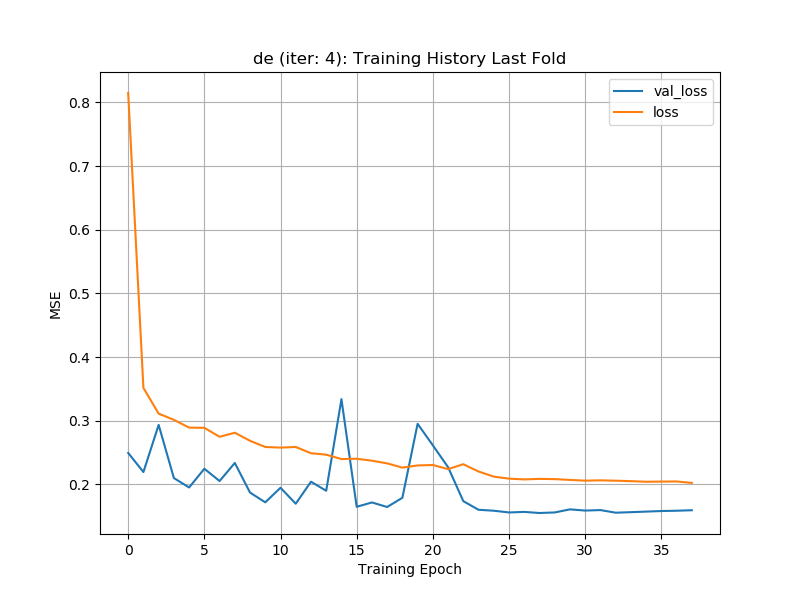 de (iter: 4): Training History Last Fold
val_loss
loss
MSE
0.8
0.7
0.6
0.5
0.4
0.3
0.2
0 5 10 15 20 25 30 35
Training Epoch